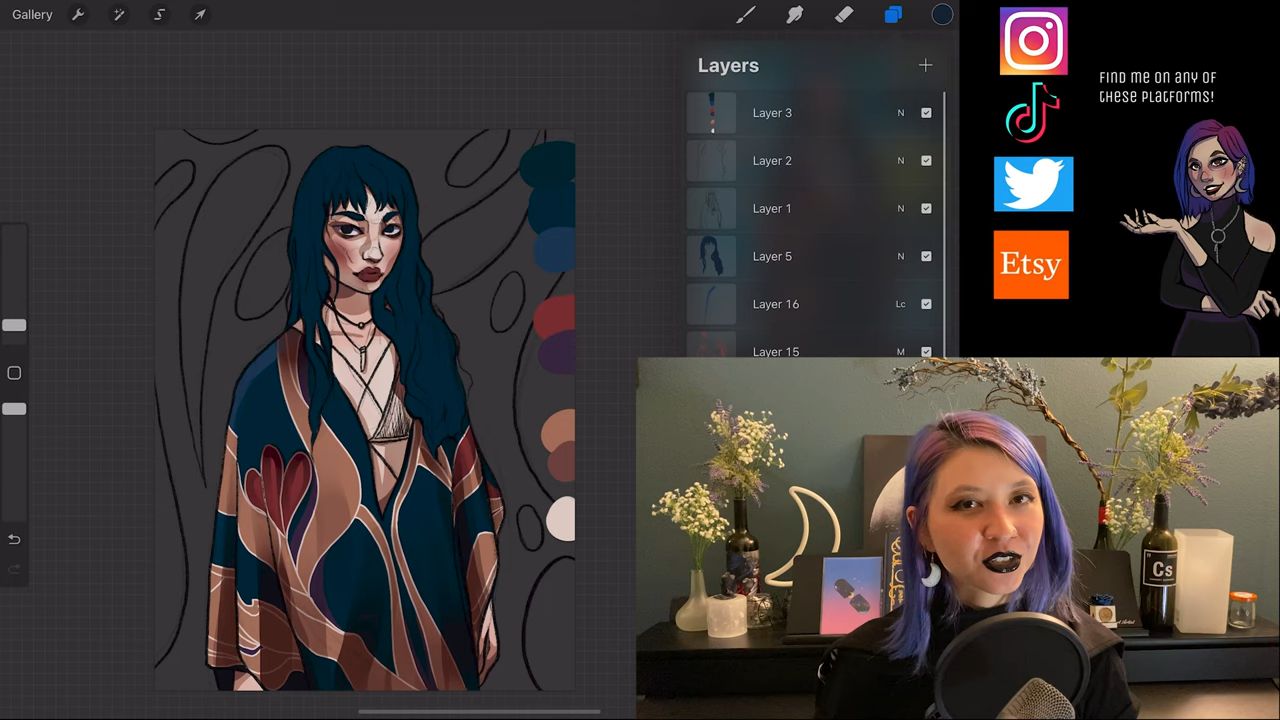 Gallery
Layers
Layer 3 N
Layer 2 N
Layer 1 N
Layer 5 N
Layer 16 Lc
Layer 15 M
FIND ME ON ANY OF
THESE PLATFORMS!
Etsy
Cs